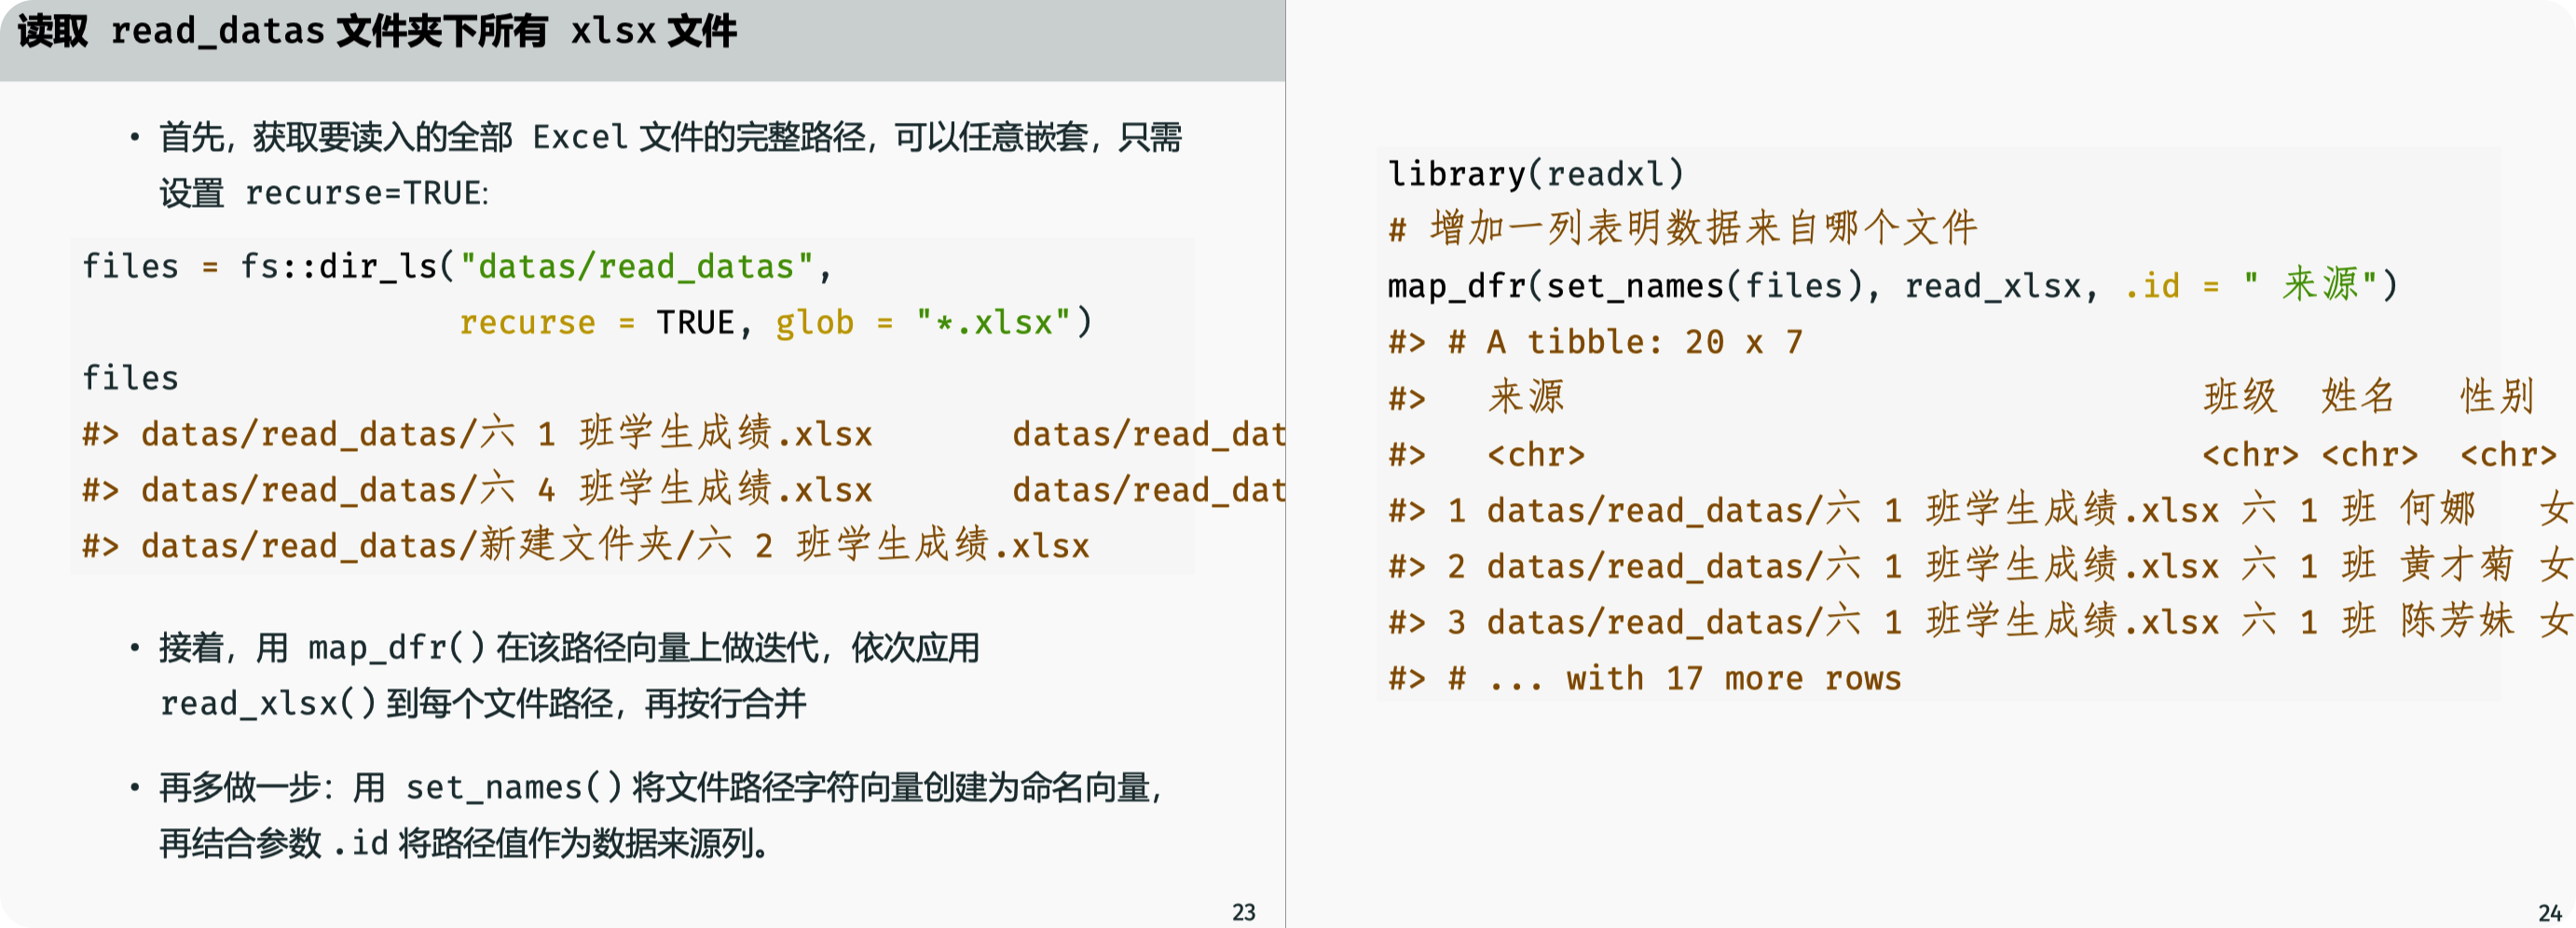 读取 read_datas 文件夹下所有 xlsx 文件
• 首先，获取要读入的全部 Excel 文件的完整路径，可以任意嵌套，只需
设置 recurse=TRUE:
files = fs::dir_ls("datas/read_datas",
recurse = TRUE, glob = "*.xlsx")
files
#> datas/read_datas/六 1 班学生成绩.xlsx datas/read_dat
#> datas/read_datas/六 4 班学生成绩.xlsx datas/read_dat
#> datas/read_datas/新建文件夹/六 2 班学生成绩.xlsx
• 接着，用 map_dfr() 在该路径向量上做迭代，依次应用
read_xlsx() 到每个文件路径，再按行合并
• 再多做一步：用 set_names() 将文件路径字符向量创建为命名向量，
再结合参数 .id 将路径值作为数据来源列。
23
library(readxl)
# 增加一列表明数据来自哪个文件
map_dfr(set_names(files), read_xlsx, .id = " 来源")
#> # A tibble: 20 x 7
#> 来源 班级 姓名 性别
#> <chr> <chr> <chr> <chr>
#> 1 datas/read_datas/六 1 班学生成绩.xlsx 六 1 班 何娜 女
#> 2 datas/read_datas/六 1 班学生成绩.xlsx 六 1 班 黄才菊 女
#> 3 datas/read_datas/六 1 班学生成绩.xlsx 六 1 班 陈芳妹 女
#> # ... with 17 more rows
24